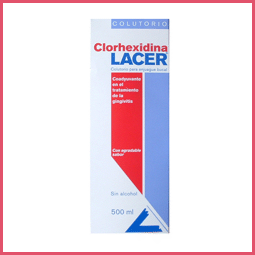 COLUTORIO
Clorhexidina
LACER
Colutorio para enjuague bucal
Coadyuvante
en el
tratamiento
de la
gingivitis
Con agradable
sabor
Sin alcohol
500 ml